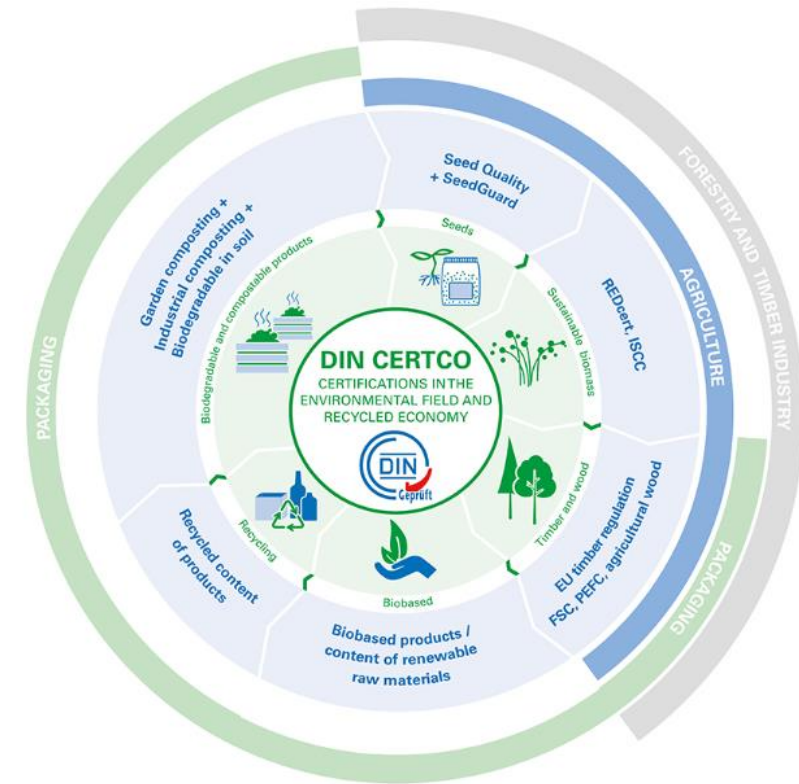 DIN CERTCO
CERTIFICATIONS IN THE
ENVIRONMENTAL FIELD AND
RECYCLED ECONOMY
DIN
Geprüft
Seeds
Sustainable biomass
Timber and wood
Biobased
Recycling
Biodegradable and compostable products
Seed Quality
+ SeedGuard
REDcert, ISCC
EU timber regulation
FSC, PEFC, agricultural wood
Biobased products /
content of renewable
raw materials
Recycled content
of products
Garden composting +
Industrial composting +
Biodegradable in soil
AGRICULTURE
FORESTRY AND TIMBER INDUSTRY
PACKAGING
PACKAGING